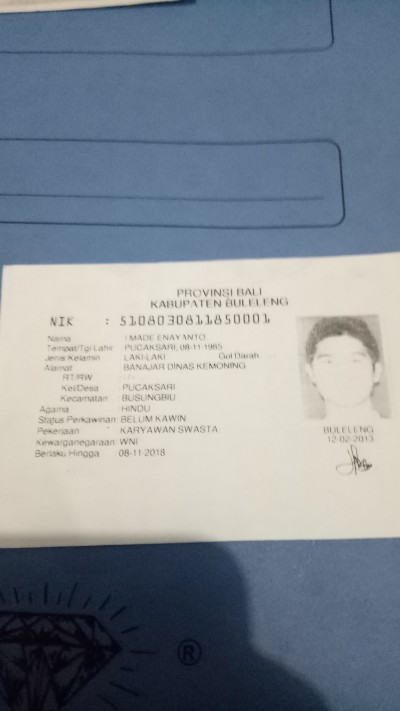 PROVINSI BALI
KABUPATEN BULELENG
NIK : 5108030811850001
Nama : I MADE ENAYANTO
Tempat/Tgl Lahir : PUCAKSARI, 08-11-1985
Jenis Kelamin : LAKI-LAKI Gol Darah
Alamat : BANAJAR DINAS KEMONING
RT/RW : -/-
Kel/Desa : PUCAKSARI
Kecamatan : BUSUNGBIU
Agama : HINDU
Status Perkawinan : BELUM KAWIN
Pekerjaan : KARYAWAN SWASTA
Kewarganegaraan : WNI
Berlaku Hingga : 08-11-2018
BULELENG
12-02-2013
®